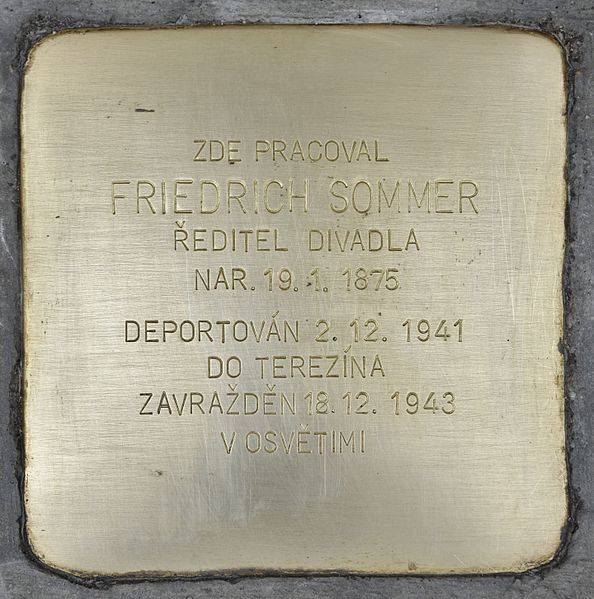 ZDE PRACOVAL
FRIEDRICH SOMMER
ŘEDITEL DIVADLA
NAR. 19. 1. 1875
DEPORTOVÁN 2. 12. 1941
DO TEREZÍNA
ZAVRAŽDĚN 18. 12. 1943
V OSVĚTIMI